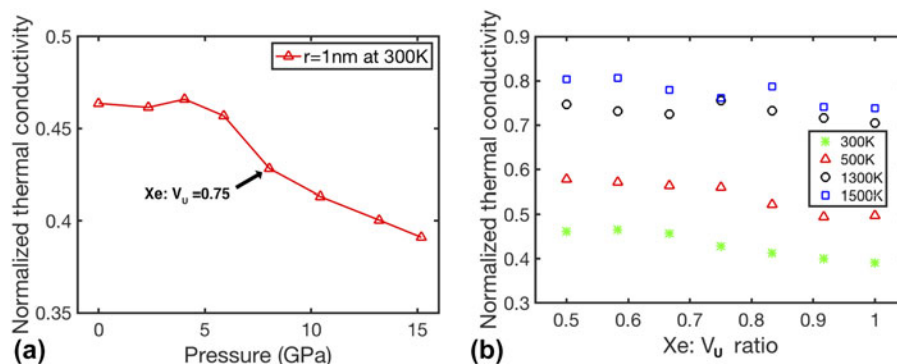 0.5
r=1nm at 300K
0.45
Xe: V_U =0.75
0.4
0.35
0
5
10
15
Normalized thermal conductivity
Pressure (GPa)
(a)
0.9
0.8
0.7
0.6
0.5
0.4
0.3
300K
500K
1300K
1500K
0.5
0.6
0.7
0.8
0.9
1
Normalized thermal conductivity
Xe: V_U ratio
(b)